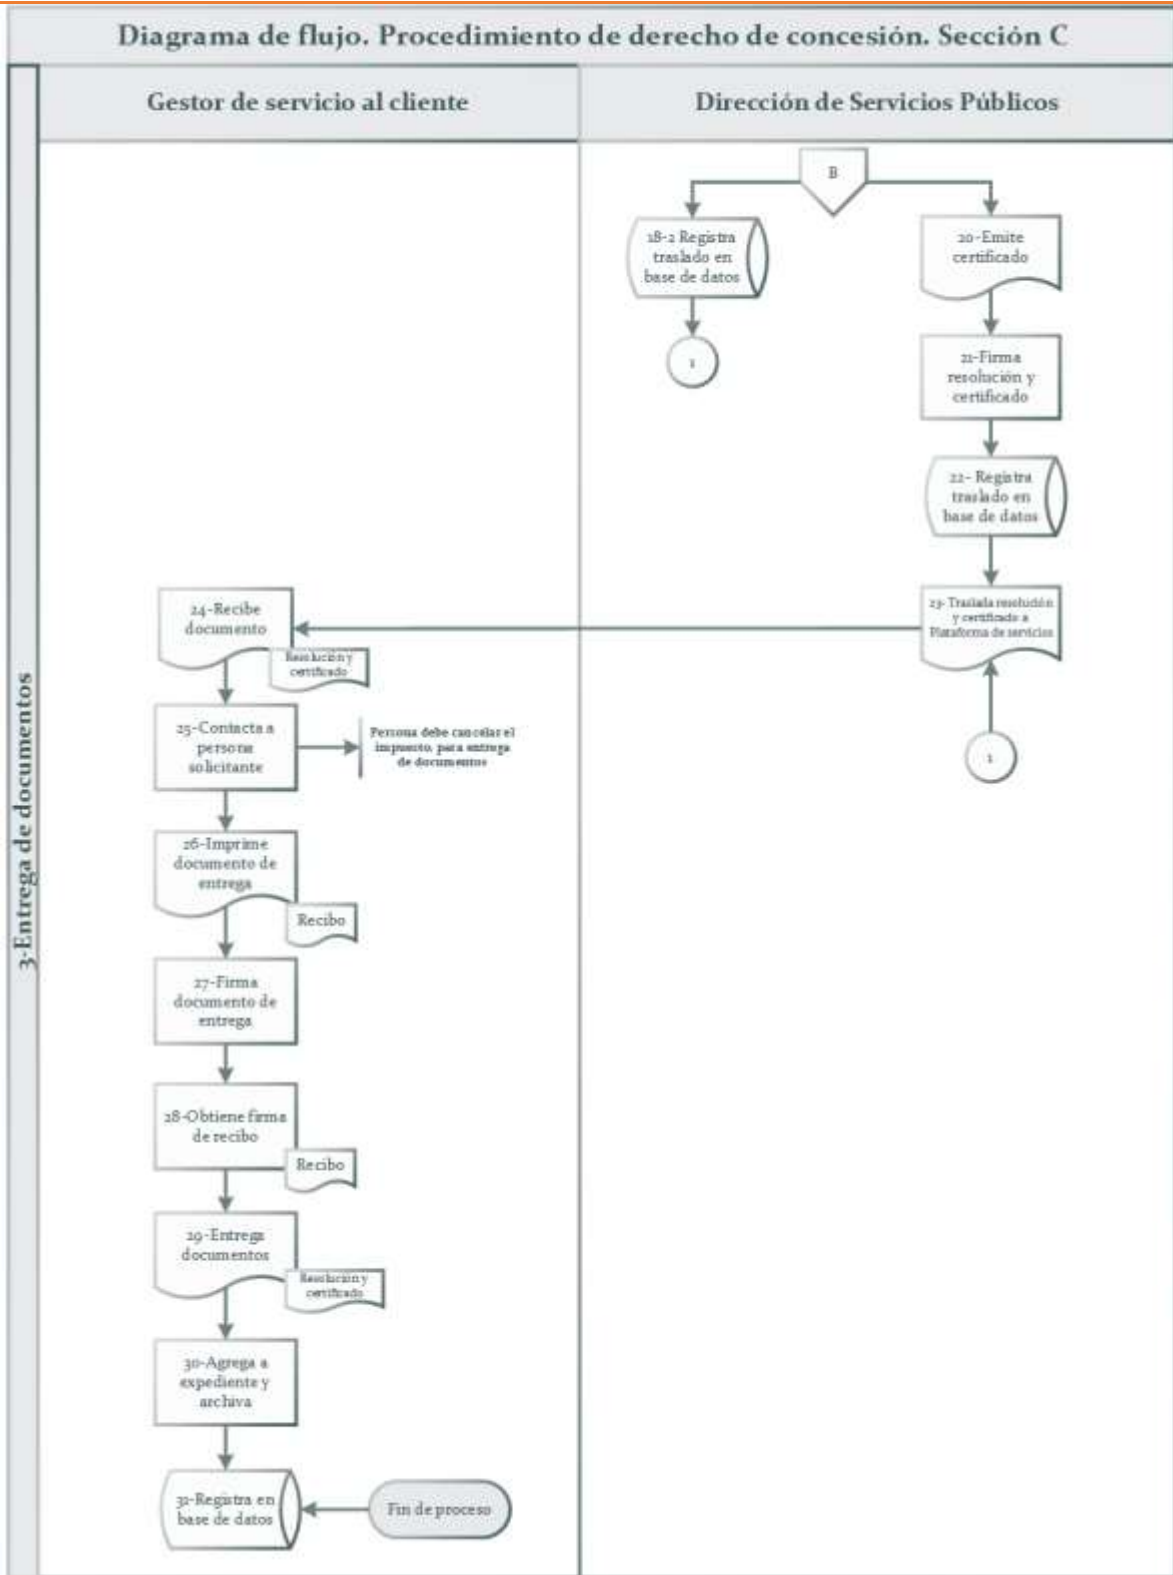 Diagrama de flujo. Procedimiento de derecho de concesión. Sección C
Gestor de servicio al cliente
Dirección de Servicios Públicos
3-Entrega de documentos
B
18-2 Registra
traslado en
base de datos
1
20-Emite
certificado
21-Firma
resolución y
certificado
22- Registra
traslado en
base de datos
23- Traslada resolución
y certificado a
Plataforma de servicios
1
24-Recibe
documento
Resolución y
certificado
25-Contacta a
persona
solicitante
Persona debe cancelar el
impuesto, para entrega
de documentos
26-Imprime
documento de
entrega
Recibo
27-Firma
documento de
entrega
28-Obtiene firma
de recibo
Recibo
29-Entrega
documentos
Resolución y
certificado
30-Agrega a
expediente y
archiva
31-Registra en
base de datos
Fin de proceso